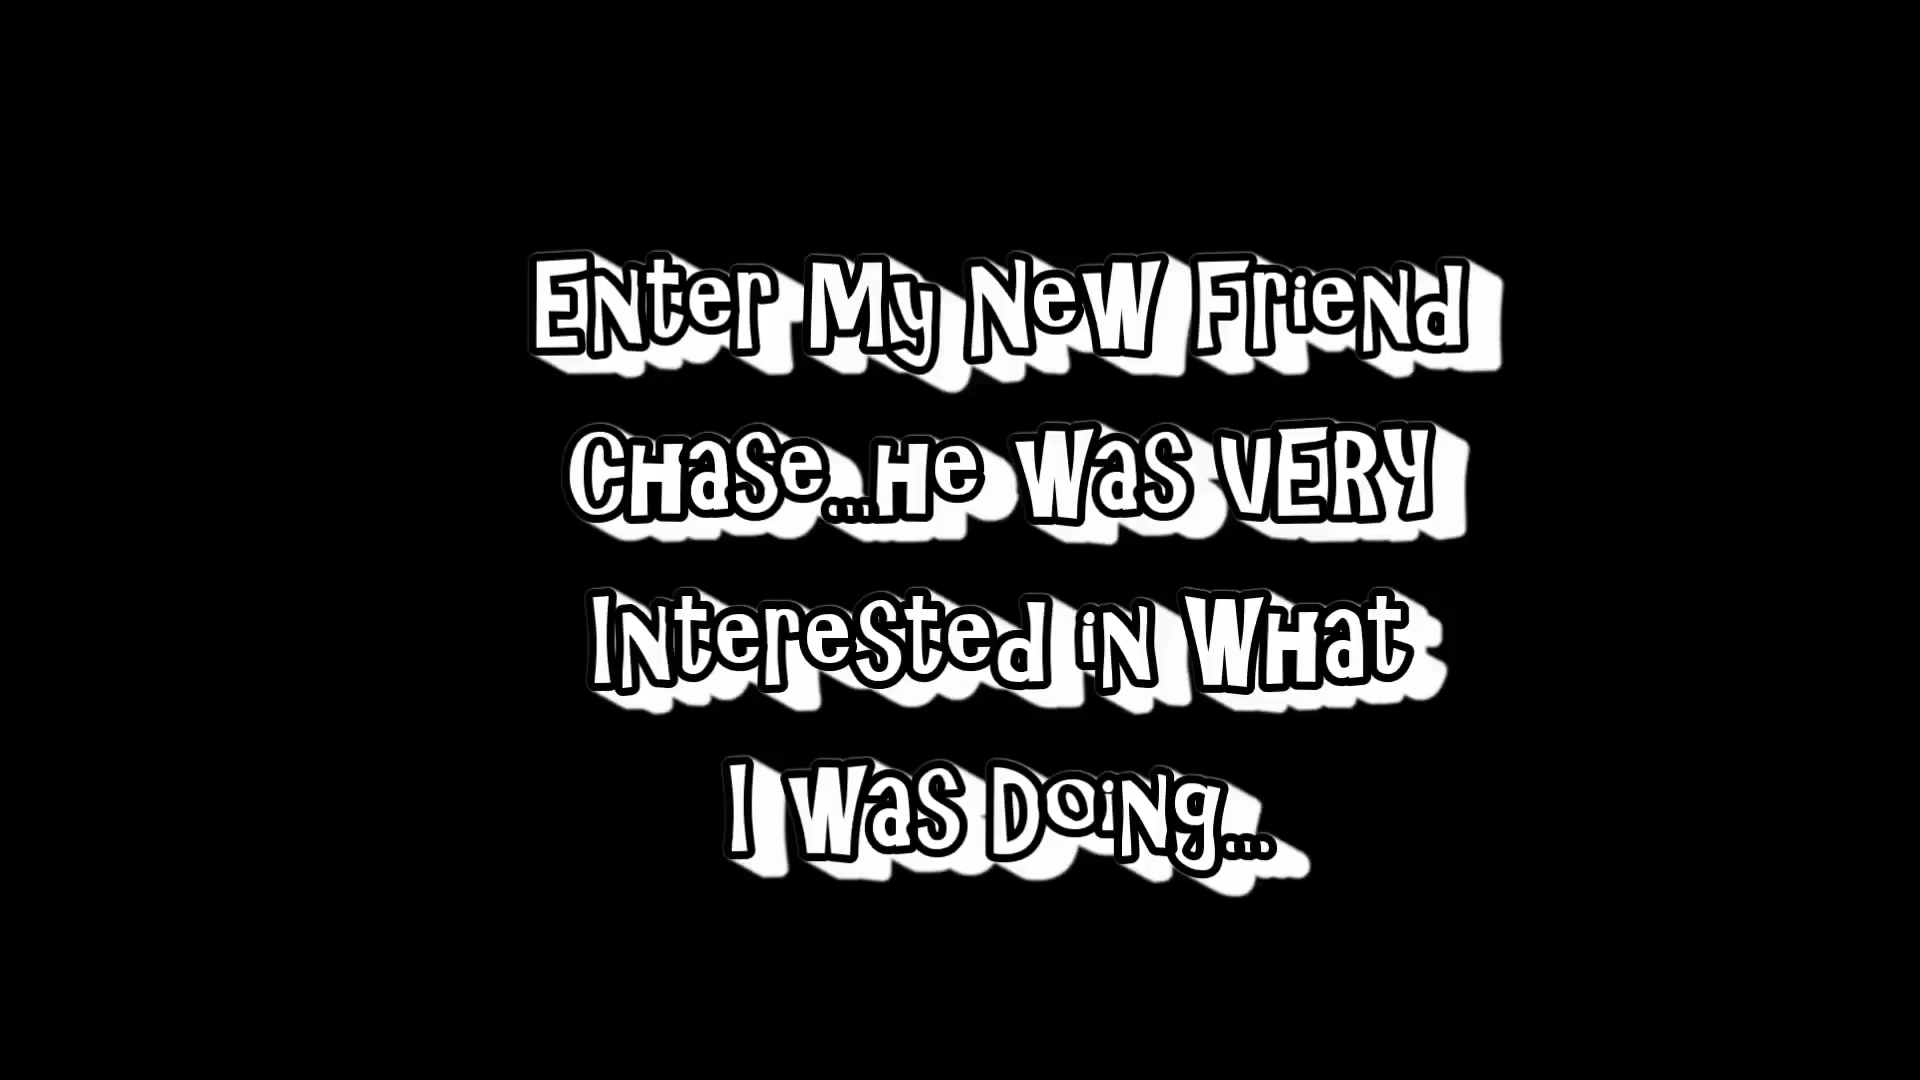 Enter My New Friend
Chase...He Was VERY
Interested in What
I Was Doing...